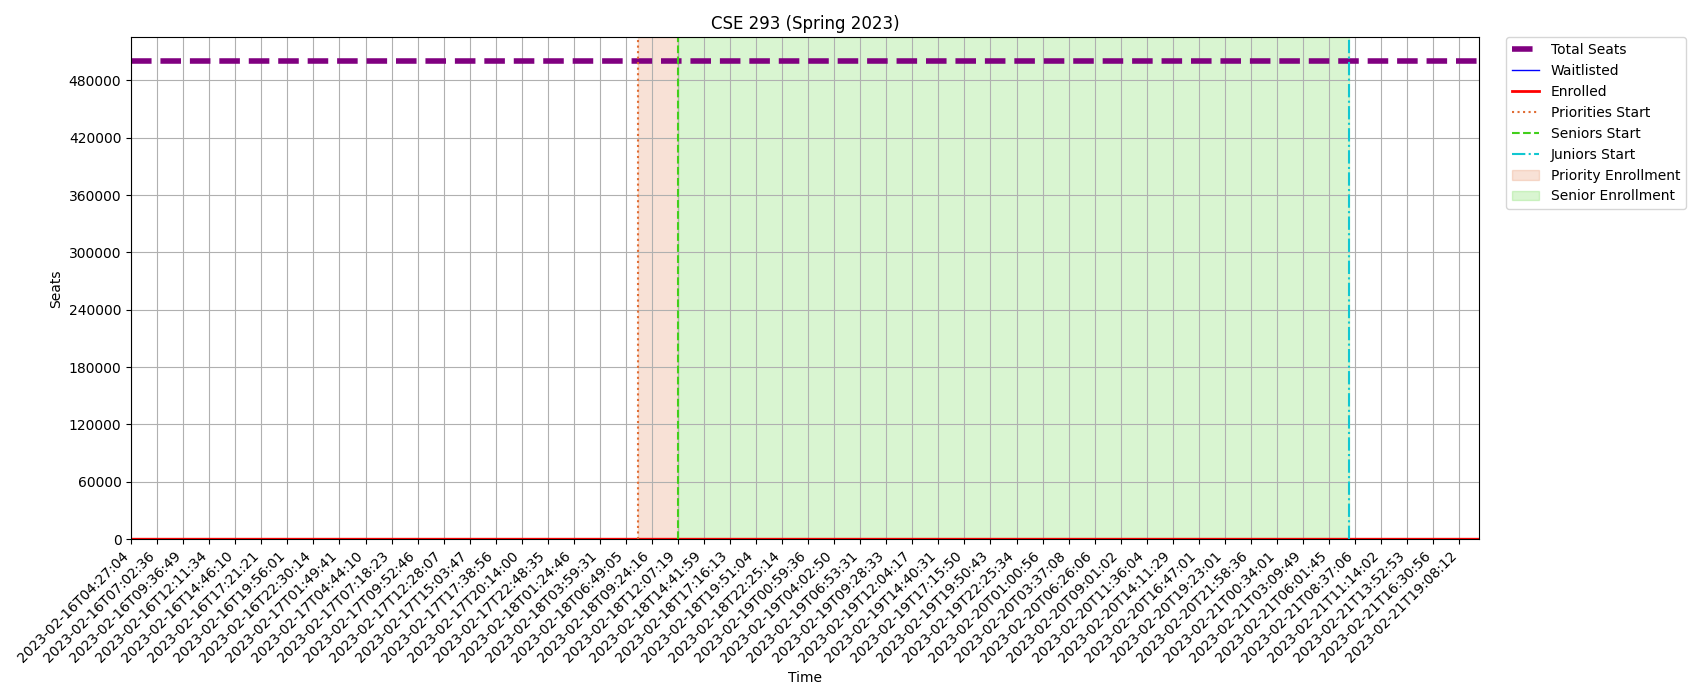 CSE 293 (Spring 2023)
Total Seats
Waitlisted
Enrolled
Priorities Start
Seniors Start
Juniors Start
Priority Enrollment
Senior Enrollment
Seats
480000
420000
360000
300000
240000
180000
120000
60000
0
2023-02-16T04:27:04
2023-02-16T07:02:36
2023-02-16T09:36:49
2023-02-16T12:11:34
2023-02-16T14:46:10
2023-02-16T17:21:21
2023-02-16T19:56:01
2023-02-16T22:30:14
2023-02-17T01:49:41
2023-02-17T04:44:10
2023-02-17T07:18:23
2023-02-17T09:52:46
2023-02-17T12:28:07
2023-02-17T15:03:47
2023-02-17T17:38:56
2023-02-17T20:14:00
2023-02-17T22:48:35
2023-02-18T01:24:46
2023-02-18T03:59:31
2023-02-18T06:49:05
2023-02-18T09:24:16
2023-02-18T12:07:19
2023-02-18T14:41:59
2023-02-18T17:16:13
2023-02-18T19:51:04
2023-02-18T22:25:14
2023-02-19T00:59:36
2023-02-19T04:02:50
2023-02-19T06:53:31
2023-02-19T09:28:33
2023-02-19T12:04:17
2023-02-19T14:40:31
2023-02-19T17:15:50
2023-02-19T19:50:43
2023-02-19T22:25:34
2023-02-20T01:00:56
2023-02-20T03:37:08
2023-02-20T06:26:06
2023-02-20T09:01:02
2023-02-20T11:36:04
2023-02-20T14:11:29
2023-02-20T16:47:01
2023-02-20T19:23:01
2023-02-20T21:58:36
2023-02-21T00:34:01
2023-02-21T03:09:49
2023-02-21T06:01:45
2023-02-21T08:37:06
2023-02-21T11:14:02
2023-02-21T13:52:53
2023-02-21T16:30:56
2023-02-21T19:08:12
Time